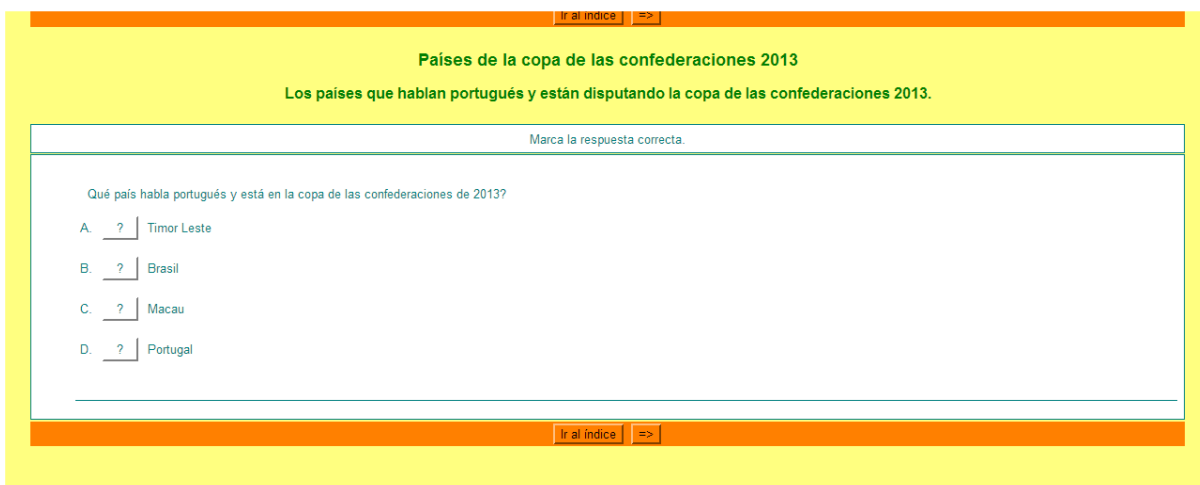 Ir al índice =>
Países de la copa de las confederaciones 2013
Los países que hablan portugués y están disputando la copa de las confederaciones 2013.
Marca la respuesta correcta.
Qué país habla portugués y está en la copa de las confederaciones de 2013?
A. ? Timor Leste
B. ? Brasil
C. ? Macau
D. ? Portugal
Ir al índice =>